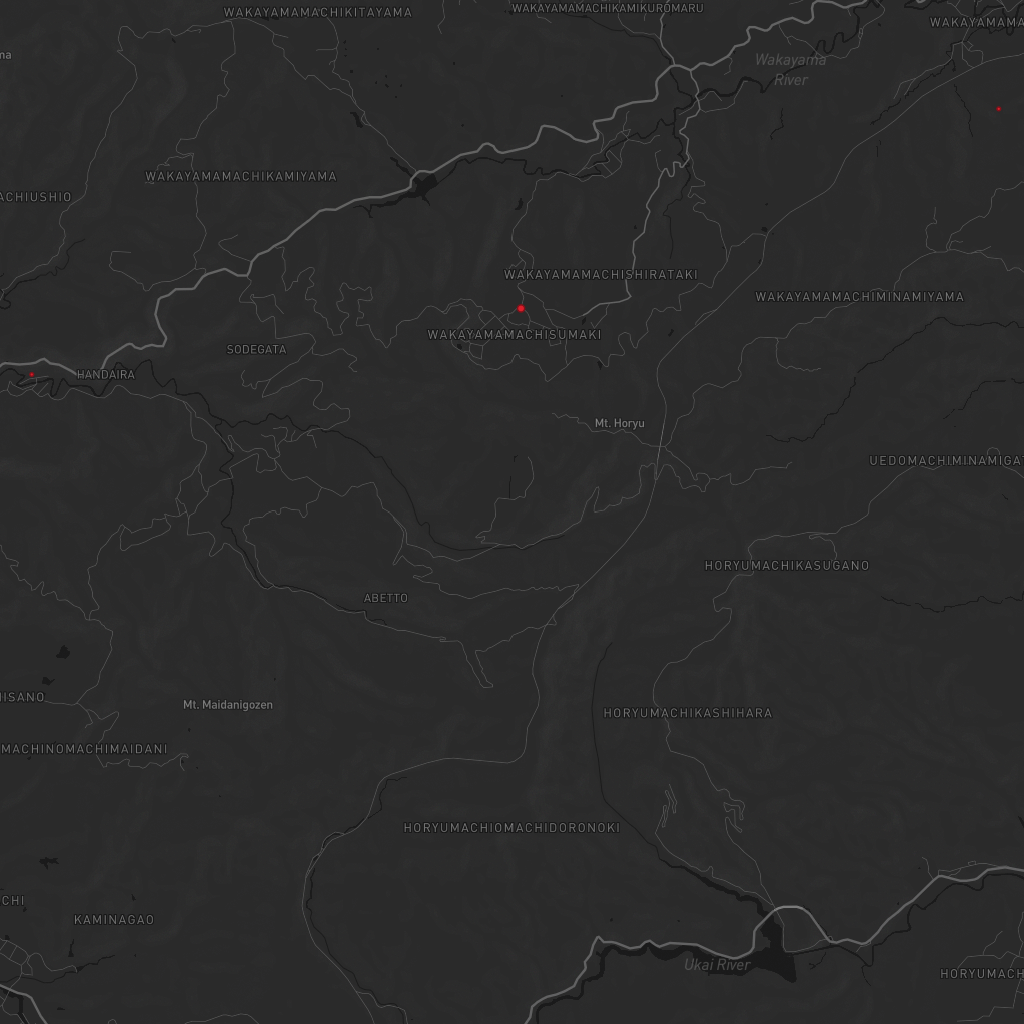 WAKAYAMAMACHIKAMIKUROMARU
WAKAYAMAMACHIKITAYAMA
WAKAYAMAMA
ma
Wakayama
River
WAKAYAMAMACHIKAMIYAMA
ACHIUSHIO
WAKAYAMAMACHISHIRATAKI
WAKAYAMAMACHIMINAMIYAMA
WAKAYAMAMACHISUMAKI
SODEGATA
HANDAIRA
Mt. Horyu
UEDOMACHIMINAMIGAT
HORYUMACHIKASUGANO
ABETTO
ISANO
Mt. Maidanigozen
HORYUMACHIKASHIHARA
MACHINOMACHIMAIDANI
HORYUMACHIOMACHIDORONOKI
CHI
KAMINAGAO
Ukai River
HORYUMACH